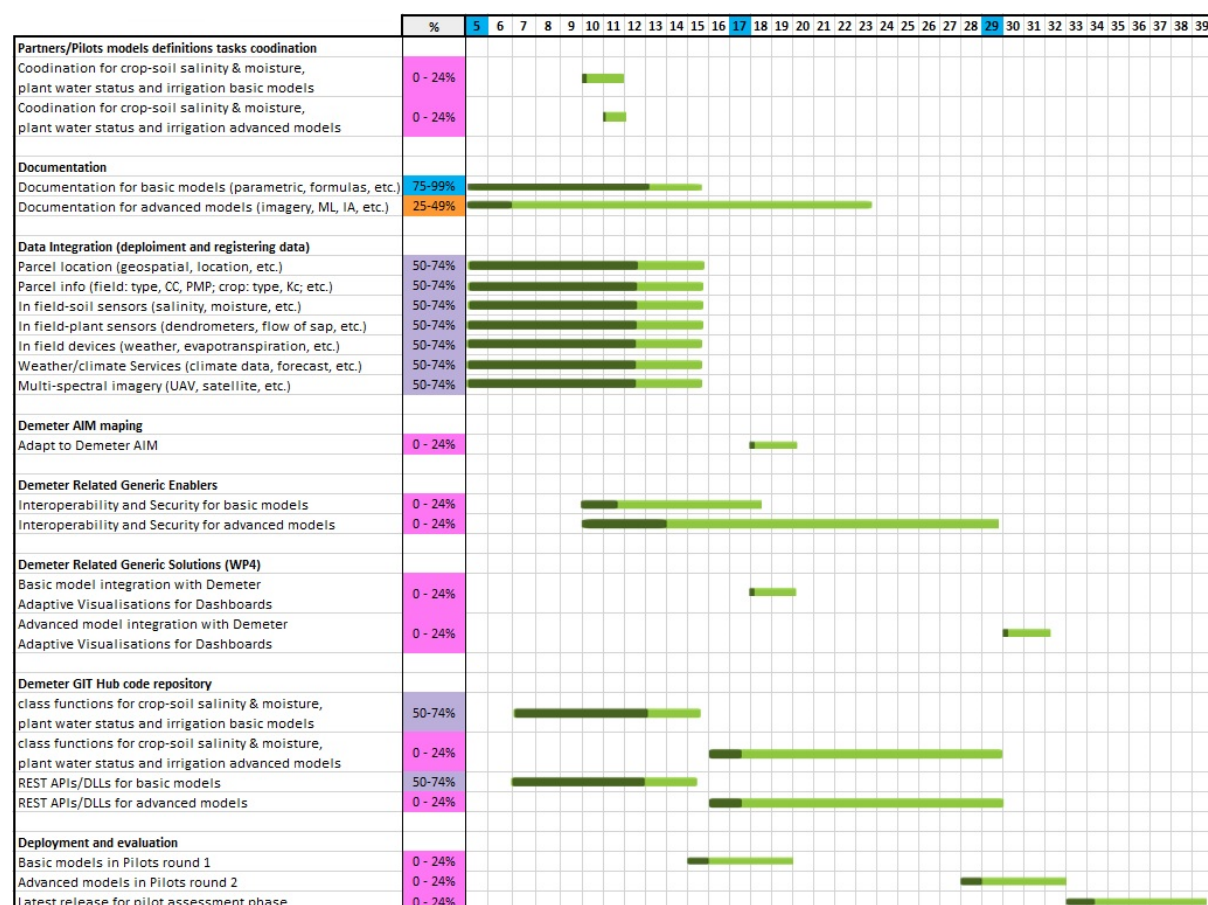 % 5 6 7 8 9 10 11 12 13 14 15 16 17 18 19 20 21 22 23 24 25 26 27 28 29 30 31 32 33 34 35 36 37 38 39
Partners/Pilots models definitions tasks coodination
Coodination for crop-soil salinity & moisture,
plant water status and irrigation basic models
0 - 24%
Coodination for crop-soil salinity & moisture,
plant water status and irrigation advanced models
0 - 24%
Documentation
Documentation for basic models (parametric, formulas, etc.) 75-99%
Documentation for advanced models (imagery, ML, IA, etc.) 25-49%
Data Integration (deploiment and registering data)
Parcel location (geospatial, location, etc.) 50-74%
Parcel info (field: type, CC, PMP; crop: type, Kc; etc.) 50-74%
In field-soil sensors (salinity, moisture, etc.) 50-74%
In field-plant sensors (dendrometers, flow of sap, etc.) 50-74%
In field devices (weather, evapotranspiration, etc.) 50-74%
Weather/climate Services (climate data, forecast, etc.) 50-74%
Multi-spectral imagery (UAV, satellite, etc.) 50-74%
Demeter AIM maping
Adapt to Demeter AIM 0 - 24%
Demeter Related Generic Enablers
Interoperability and Security for basic models 0 - 24%
Interoperability and Security for advanced models 0 - 24%
Demeter Related Generic Solutions (WP4)
Basic model integration with Demeter
Adaptive Visualisations for Dashboards
0 - 24%
Advanced model integration with Demeter
Adaptive Visualisations for Dashboards
0 - 24%
Demeter GIT Hub code repository
class functions for crop-soil salinity & moisture,
plant water status and irrigation basic models
50-74%
class functions for crop-soil salinity & moisture,
plant water status and irrigation advanced models
0 - 24%
REST APIs/DLLs for basic models 50-74%
REST APIs/DLLs for advanced models 0 - 24%
Deployment and evaluation
Basic models in Pilots round 1 0 - 24%
Advanced models in Pilots round 2 0 - 24%
Latest release for pilot assessment phase 0 - 24%